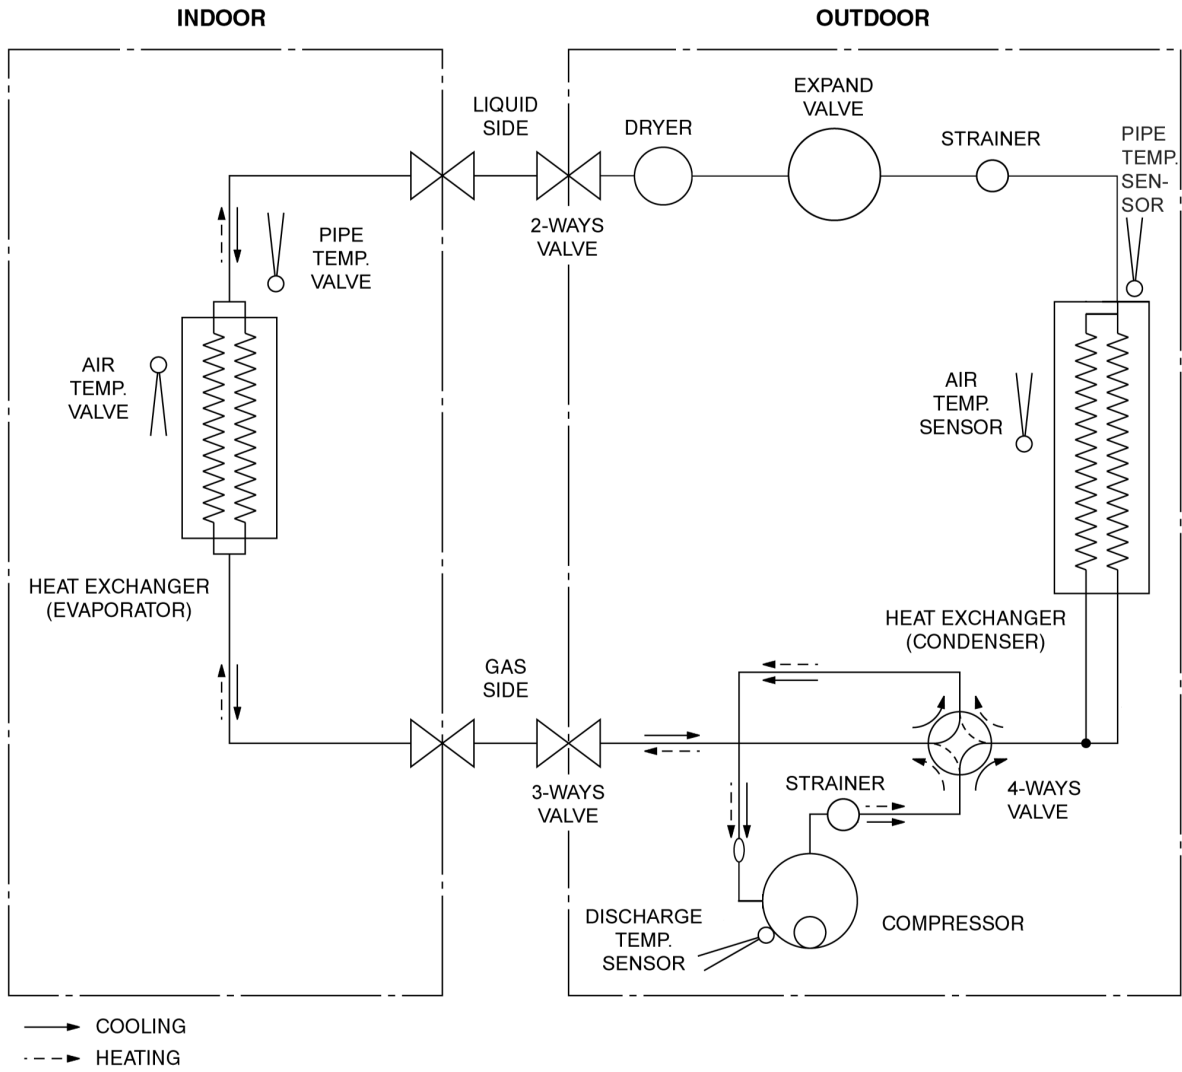 INDOOR
OUTDOOR
LIQUID
SIDE
DRYER
EXPAND
VALVE
STRAINER
PIPE
TEMP.
SEN-
SOR
2-WAYS
VALVE
PIPE
TEMP.
VALVE
AIR
TEMP.
VALVE
AIR
TEMP.
SENSOR
HEAT EXCHANGER
(EVAPORATOR)
HEAT EXCHANGER
(CONDENSER)
GAS
SIDE
3-WAYS
VALVE
STRAINER
4-WAYS
VALVE
DISCHARGE
TEMP.
SENSOR
COMPRESSOR
COOLING
HEATING